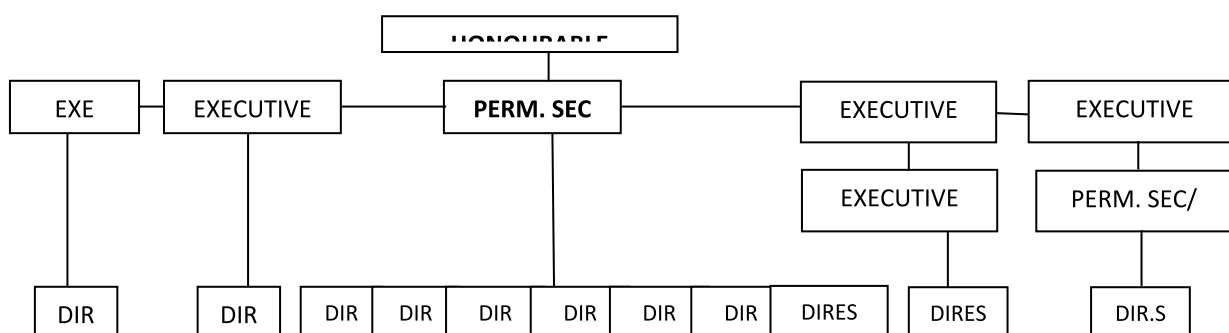 HONOURABLE
EXE
EXECUTIVE
PERM. SEC
EXECUTIVE
EXECUTIVE
EXECUTIVE
PERM. SEC/
DIR
DIR
DIR
DIR
DIR
DIR
DIR
DIR
DIRES
DIRES
DIR.S